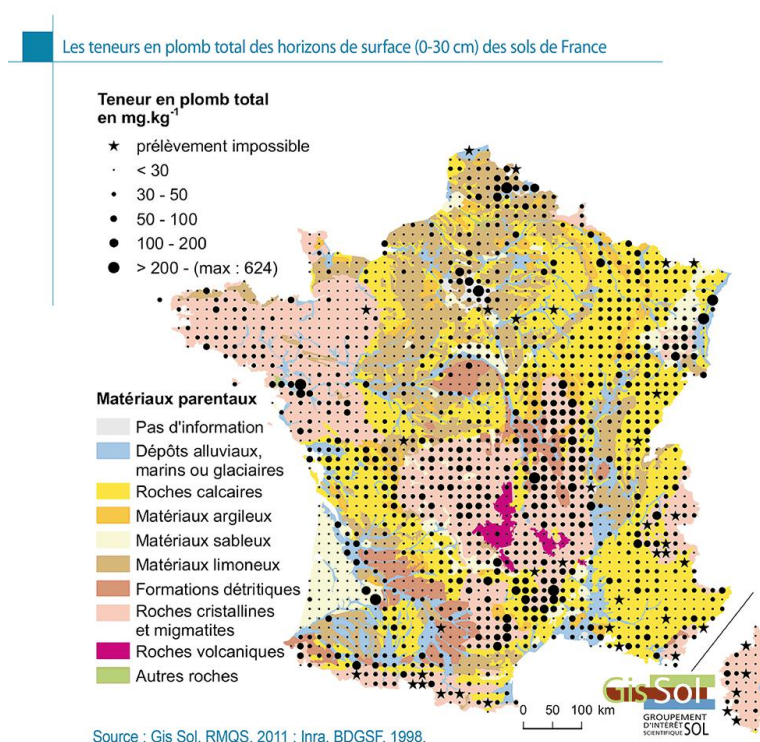 Les teneurs en plomb total des horizons de surface (0-30 cm) des sols de France
Teneur en plomb total
en mg.kg-1
prélèvement impossible
< 30
30 - 50
50 - 100
100 - 200
> 200 - (max : 624)
Matériaux parentaux
Pas d'information
Dépôts alluviaux,
marins ou glaciaires
Roches calcaires
Matériaux argileux
Matériaux sableux
Matériaux limoneux
Formations détritiques
Roches cristallines
et migmatites
Roches volcaniques
Autres roches
0 50 100 km
GisSol
GROUPEMENT
D'INTÉRÊT
SCIENTIFIQUE SOL
Source : Gis Sol, RMQS, 2011 ; Inra, BDGSF, 1998.